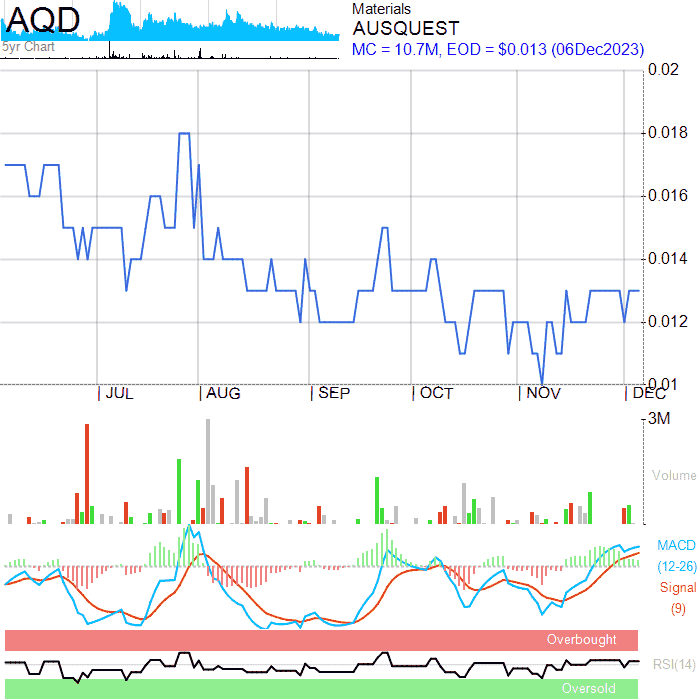 AQD
5yr Chart
Materials
AUSQUEST
MC = 10.7M, EOD = $0.013 (06Dec2023)
0.02
0.018
0.016
0.014
0.012
0.01
JUL AUG SEP OCT NOV DEC
3M
Volume
MACD
(12-26)
Signal
(9)
Overbought
RSI(14)
Oversold